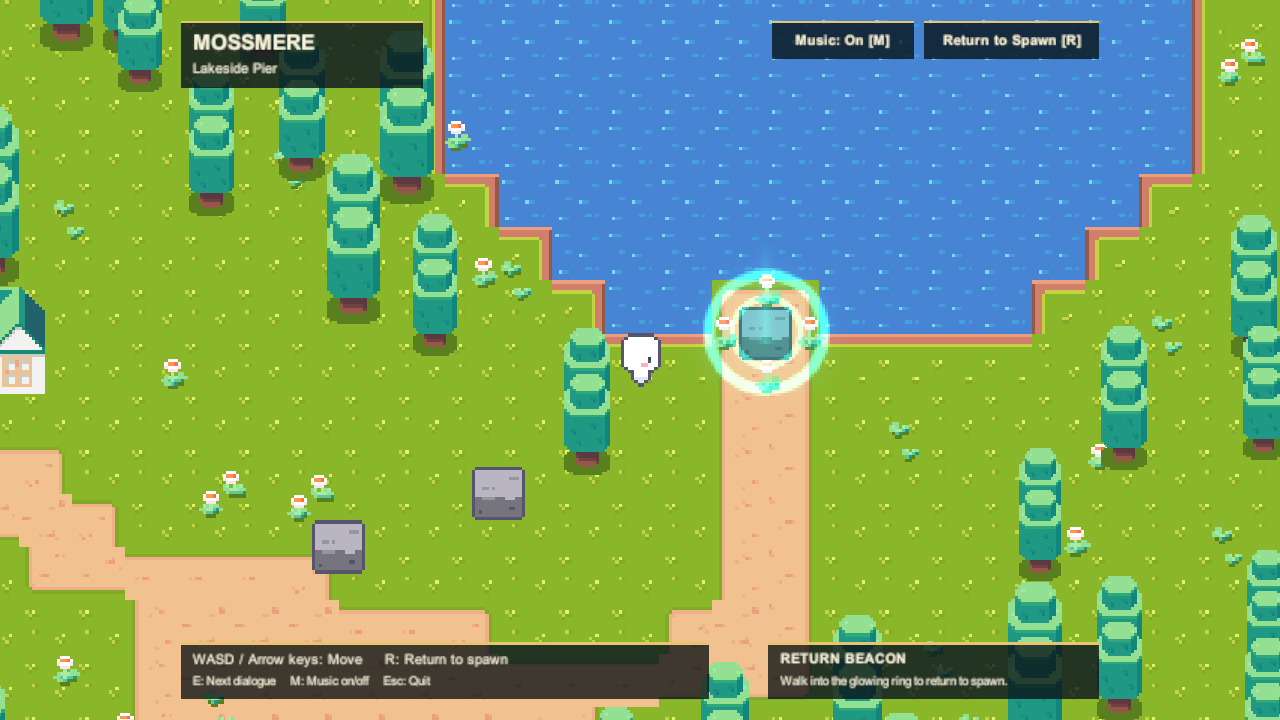 MOSSMERE
Lakeside Pier
Music: On [M]
Return to Spawn [R]
WASD / Arrow keys: Move R: Return to spawn
E: Next dialogue M: Music on/off Esc: Quit
RETURN BEACON
Walk into the glowing ring to return to spawn.